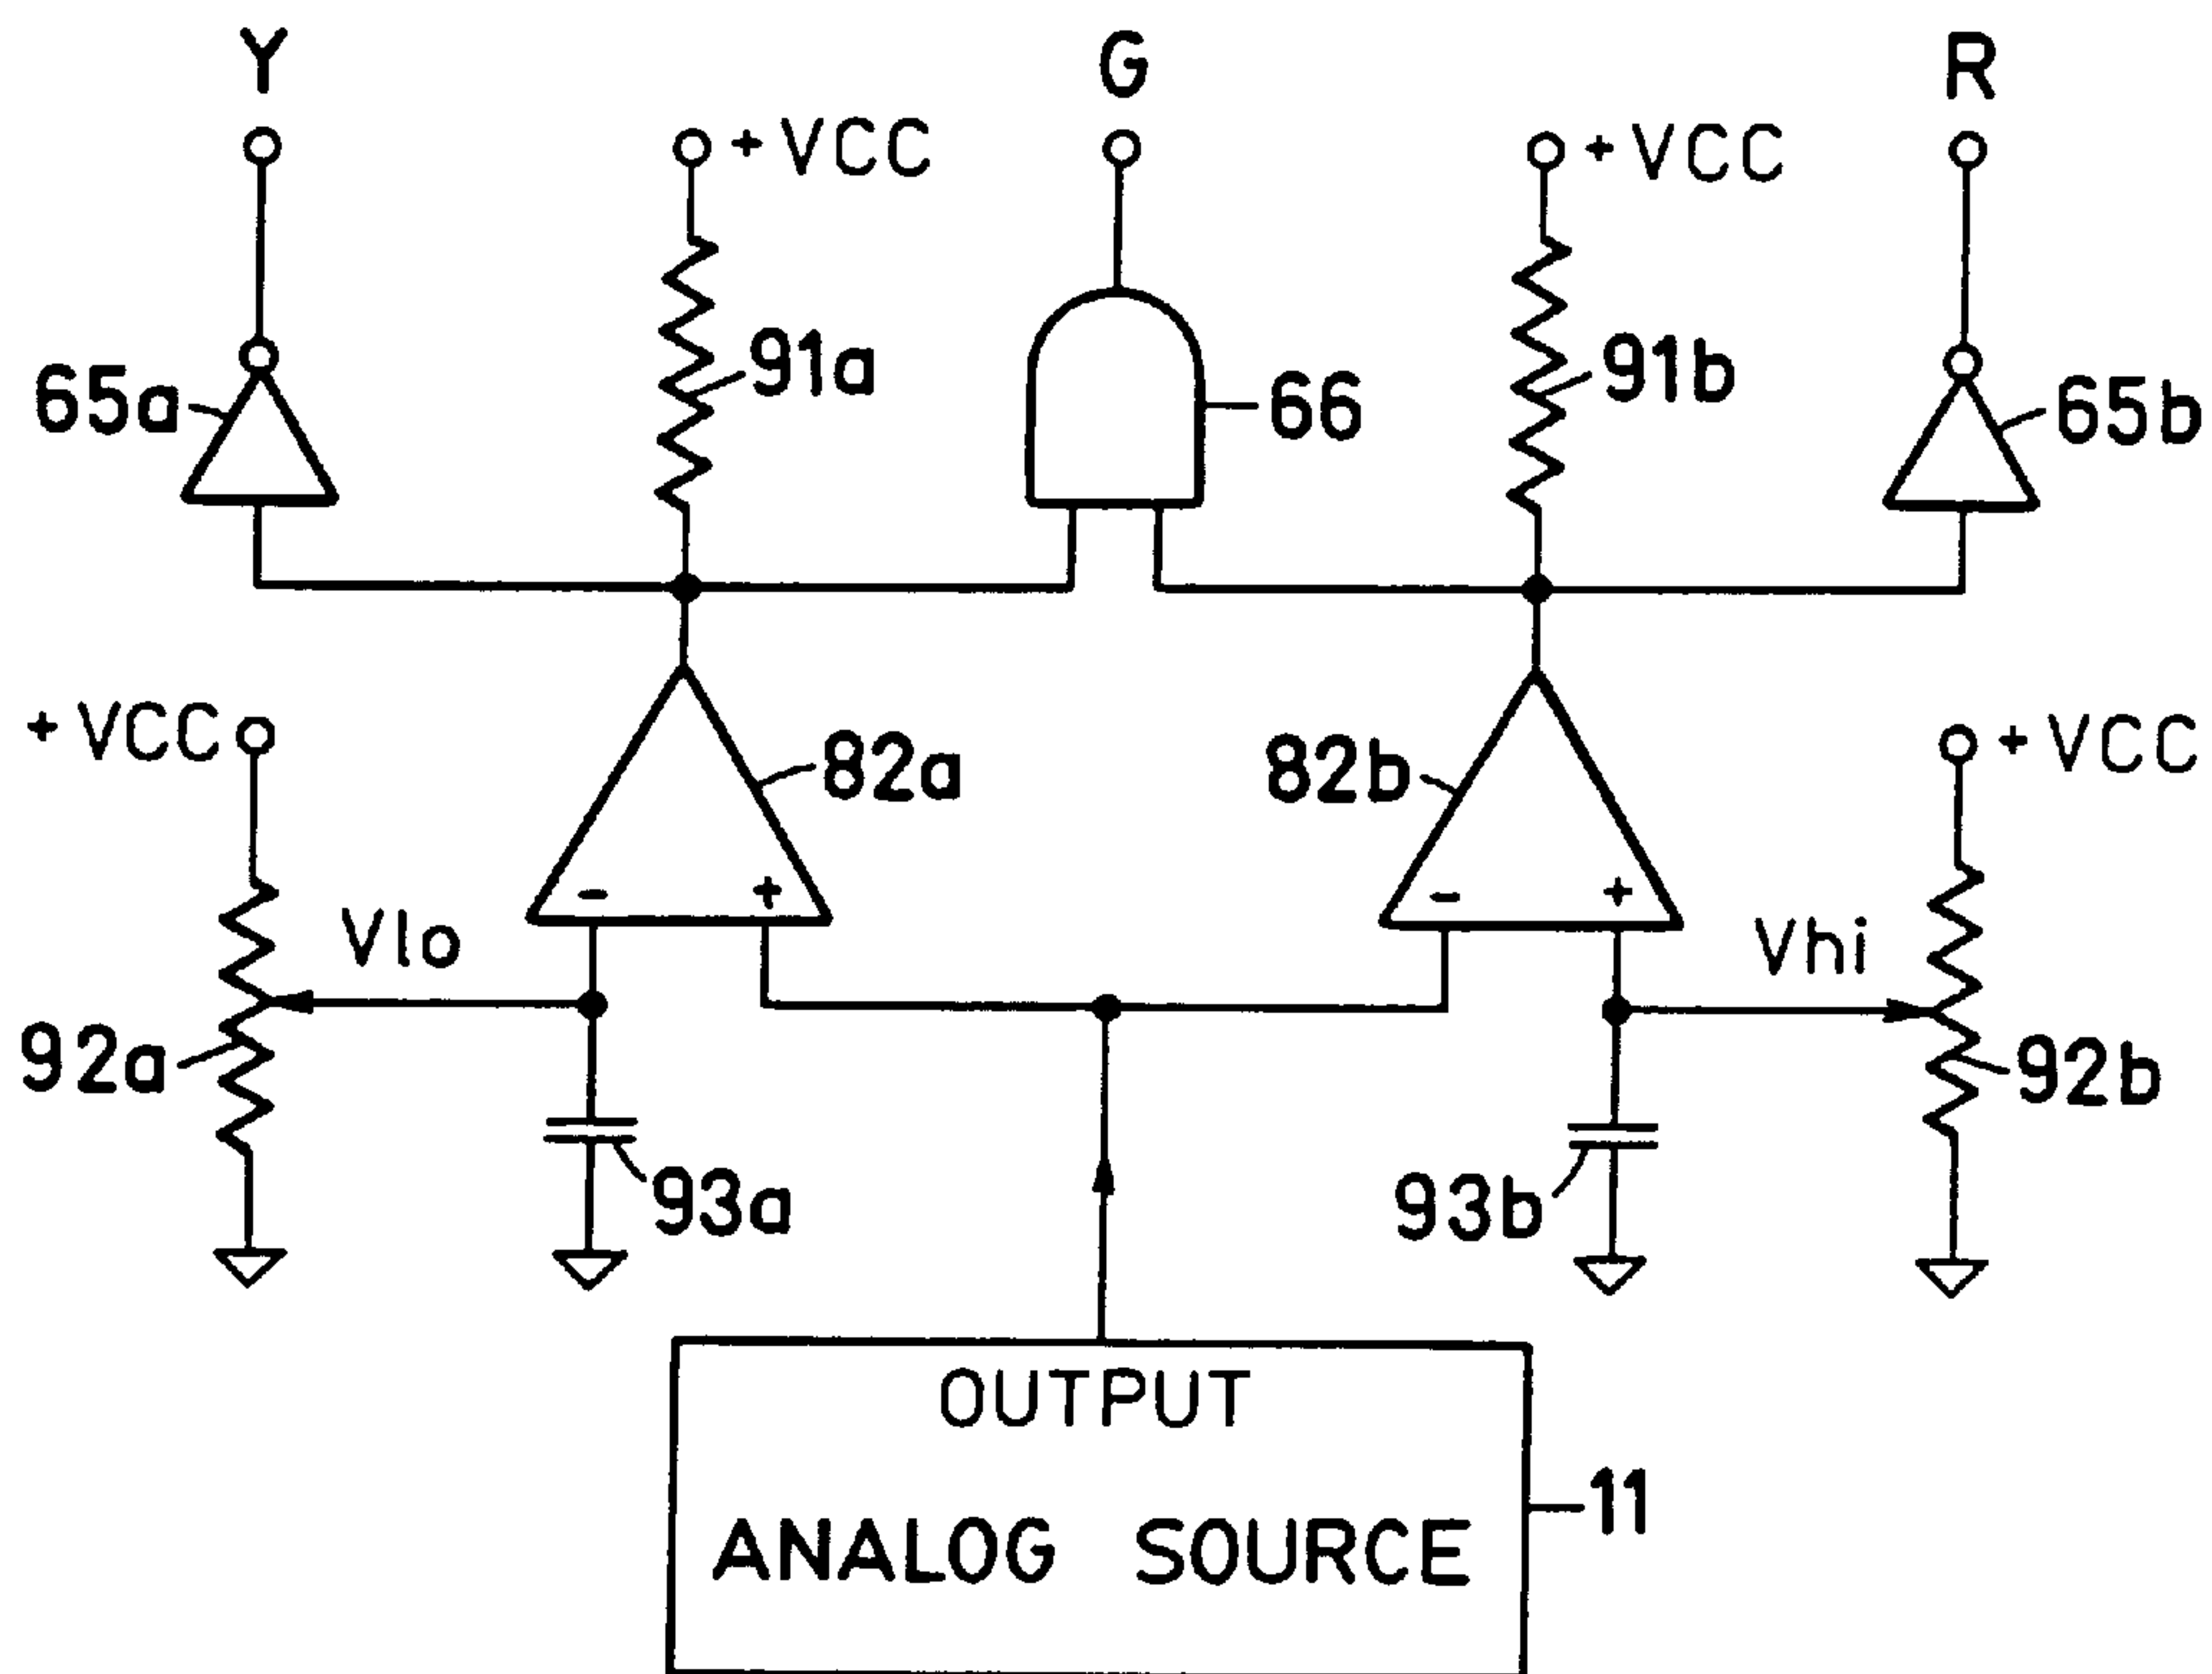 Y G R
+VCC +VCC
65a 91a 66 91b 65b
+VCC 82a 82b +VCC
- + - +
Vlo Vhi
92a 92b
93a 93b
OUTPUT
ANALOG SOURCE 11